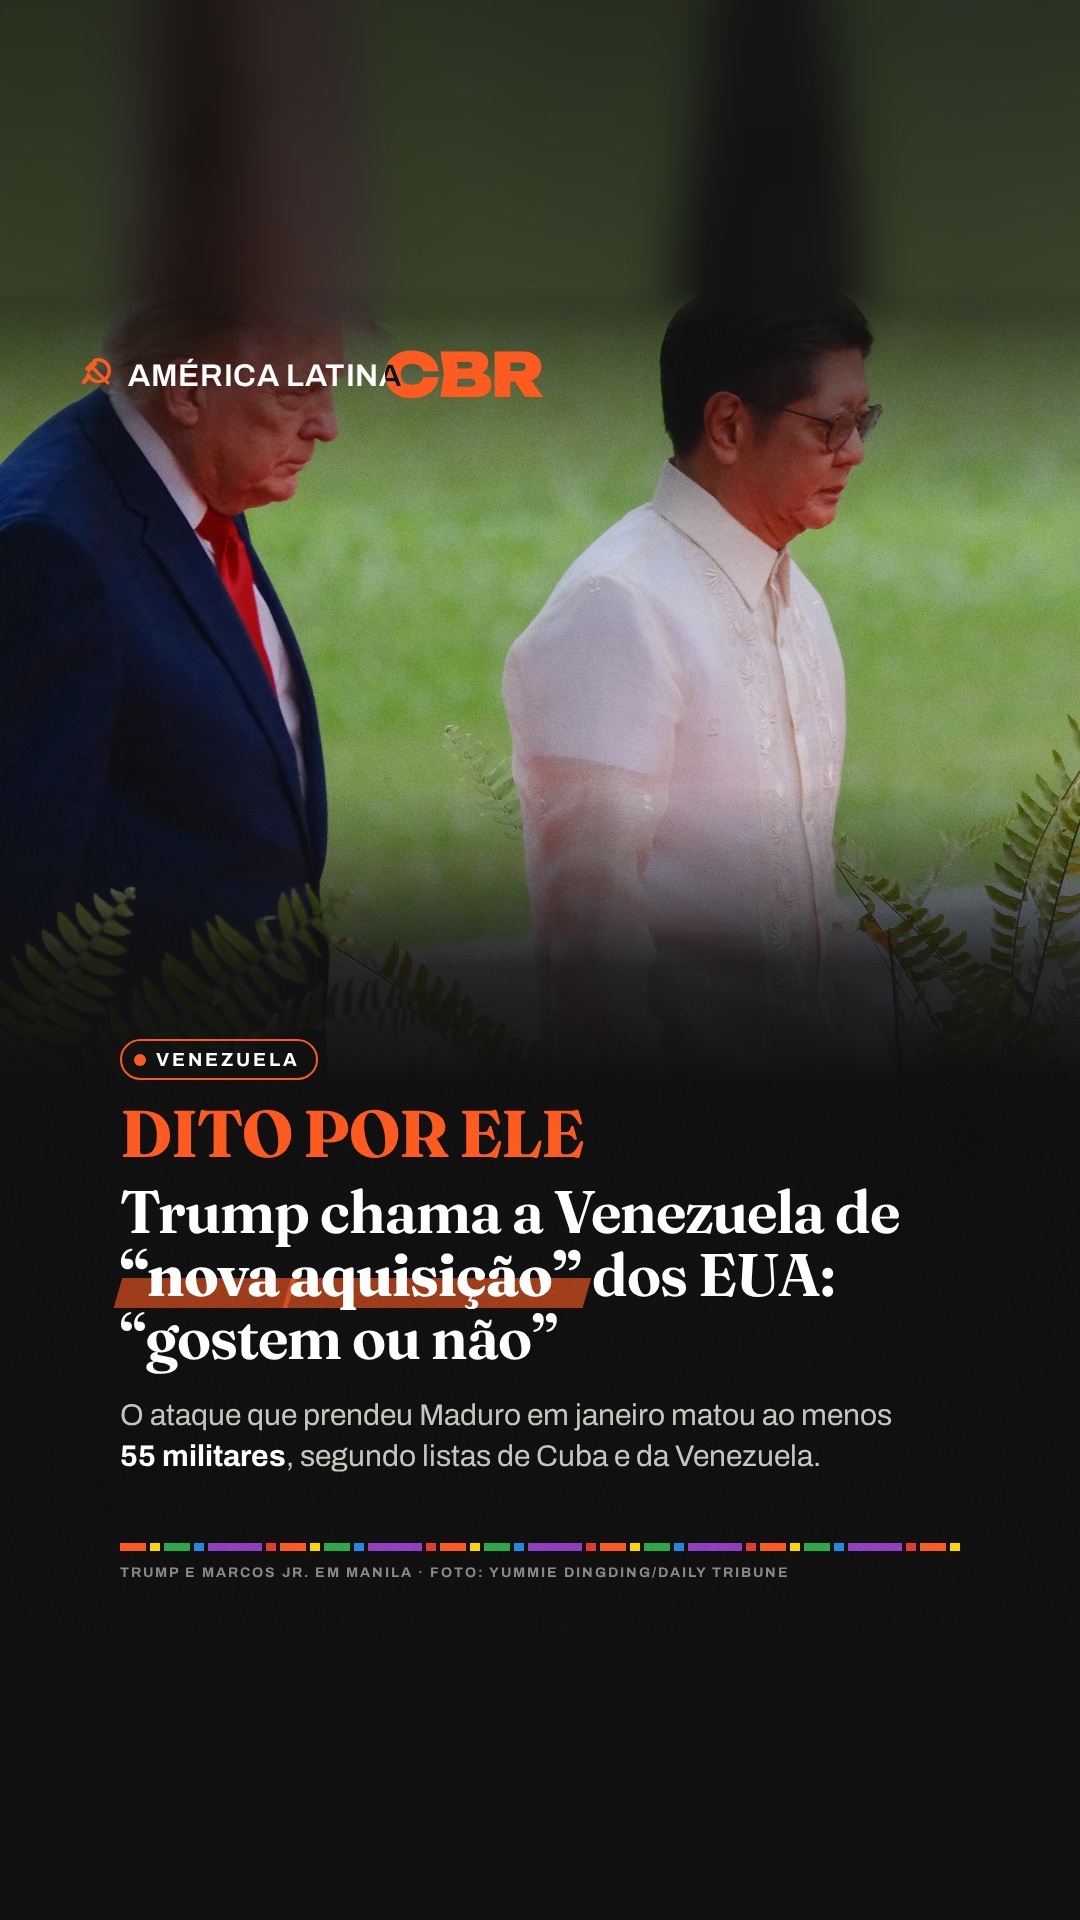 AMÉRICA LATINA
CBR
VENEZUELA
DITO POR ELE
Trump chama a Venezuela de
“nova aquisição” dos EUA:
“gostem ou não”
O ataque que prendeu Maduro em janeiro matou ao menos
55 militares, segundo listas de Cuba e da Venezuela.
TRUMP E MARCOS JR. EM MANILA · FOTO: YUMMIE DINGDING/DAILY TRIBUNE